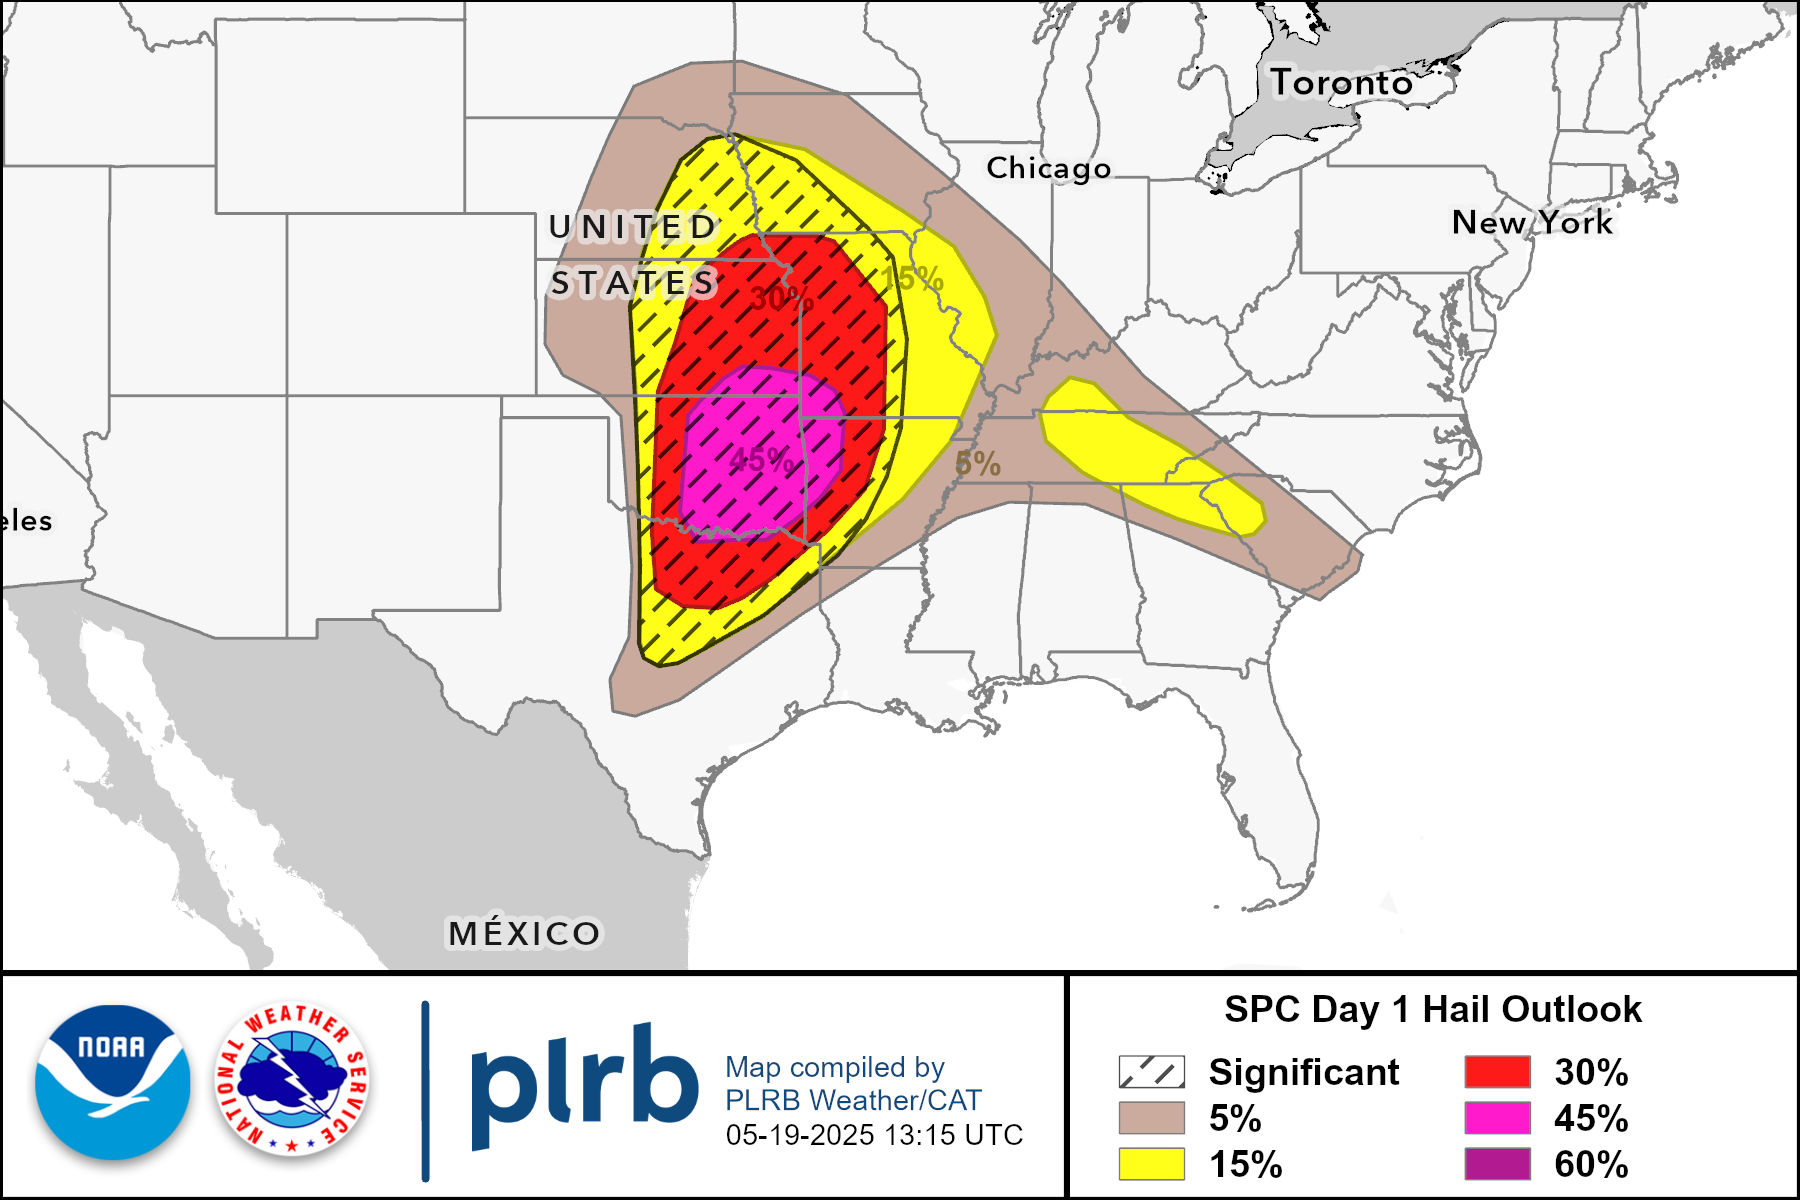 Toronto
Chicago
New York
UNITED
STATES
15%
30%
45%
5%
eles
MÉXICO
NOAA
NATIONAL WEATHER SERVICE
plrb
Map compiled by
PLRB Weather/CAT
05-19-2025 13:15 UTC
SPC Day 1 Hail Outlook
Significant
5%
15%
30%
45%
60%